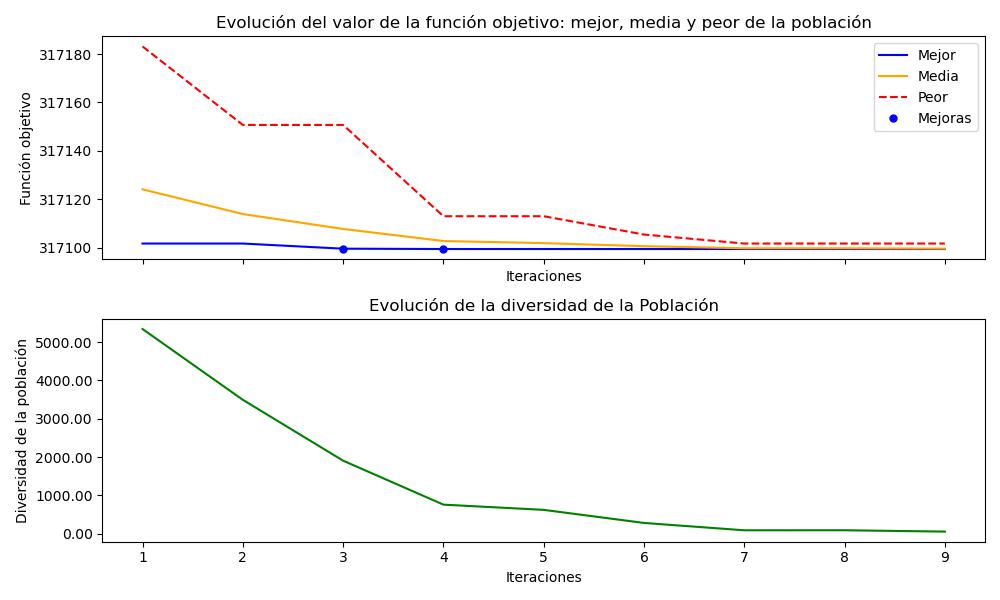 Evolución del valor de la función objetivo: mejor, media y peor de la población
317180
317160
317140
317120
317100
Función objetivo
Mejor
Media
Peor
Mejoras
Iteraciones
Evolución de la diversidad de la Población
5000.00
4000.00
3000.00
2000.00
1000.00
0.00
Diversidad de la población
1 2 3 4 5 6 7 8 9
Iteraciones